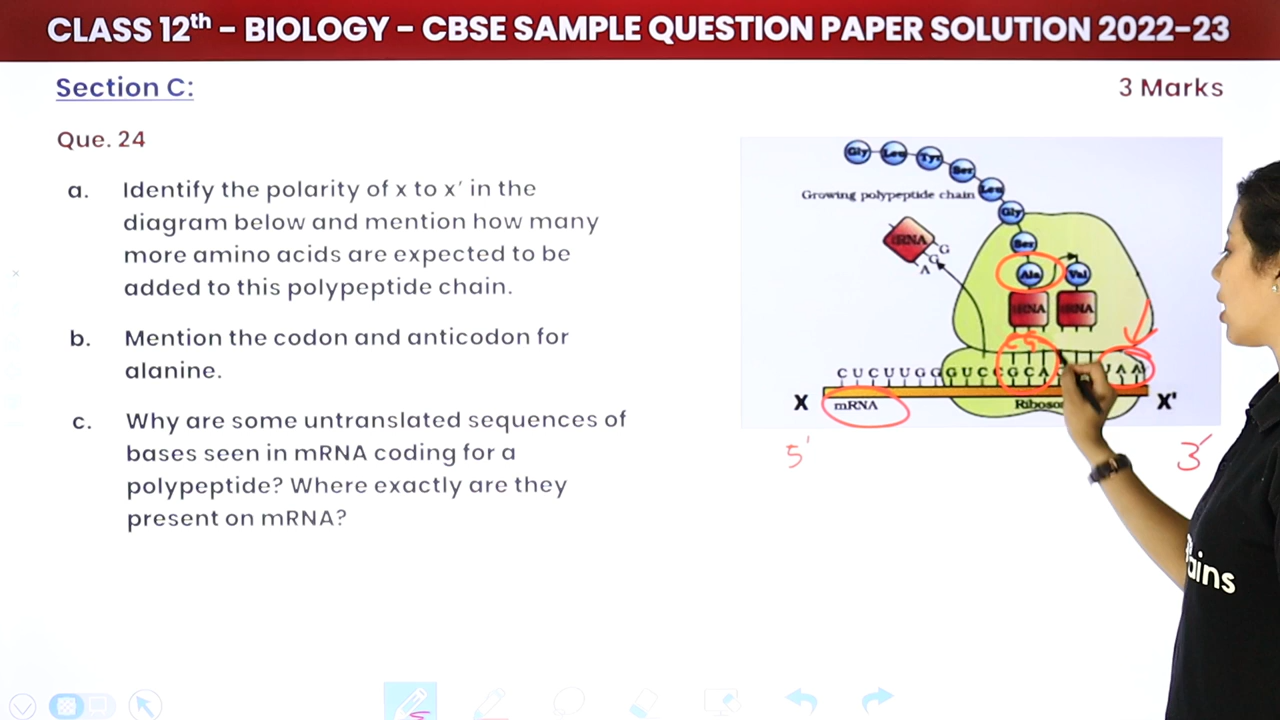 CLASS 12th – BIOLOGY – CBSE SAMPLE QUESTION PAPER SOLUTION 2022-23
Section C:
3 Marks
Que. 24
a. Identify the polarity of x to x' in the
diagram below and mention how many
more amino acids are expected to be
added to this polypeptide chain.
b. Mention the codon and anticodon for
alanine.
c. Why are some untranslated sequences of
bases seen in mRNA coding for a
polypeptide? Where exactly are they
present on mRNA?
Gly Leu Tyr Ser Leu Gly Ser Ala Val
Growing polypeptide chain
tRNA
A G G
tRNA tRNA
C U C U U G G G U C C G C A
U A A
X mRNA X'
5' 3'